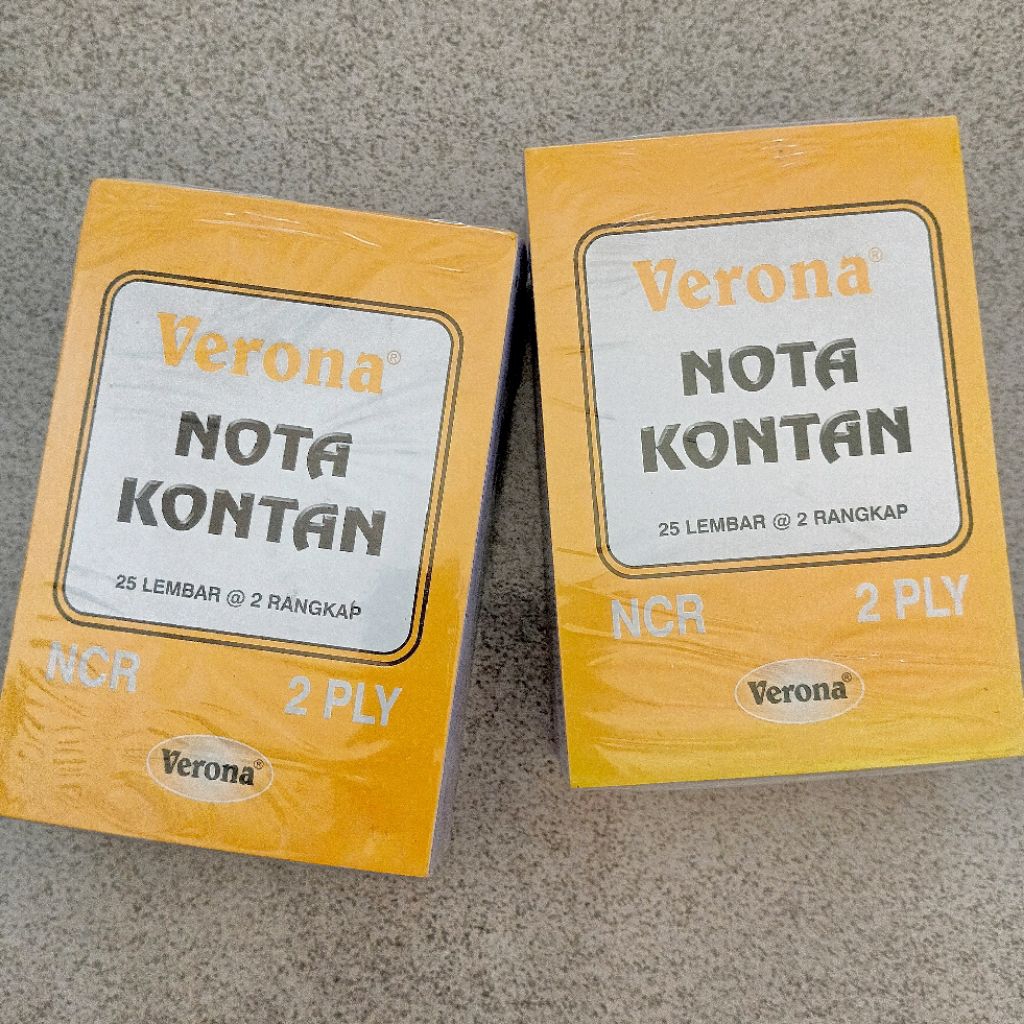 Verona®
NOTA
KONTAN
25 LEMBAR @ 2 RANGKAP
NCR 2 PLY
Verona®
Verona®
NOTA
KONTAN
25 LEMBAR @ 2 RANGKAP
NCR 2 PLY
Verona®